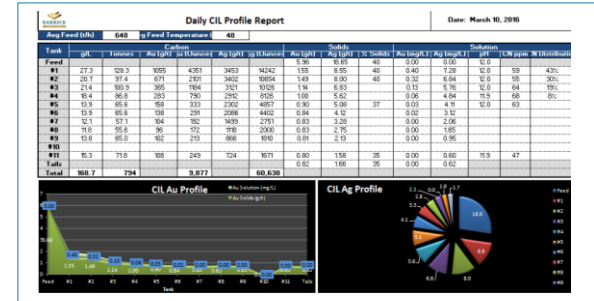 BARRICK
Daily CIL Profile Report
Date: March 10, 2016
Avg Feed (t/h) 648 g Feed Temperature ( 48
Tank Carbon Solids Solution
g/L Tonnes Au (g/t) Ag (g/t) Au (g/t) Ag (g/t) % Solids Au (mg/L) Ag (mg/L) pH CN ppm
Feed 5.96 18.65 40 0.00 0.00 12.0
#1 27.3 128.3 1055 4351 3453 14242 1.55 8.55 40 0.40 7.28 12.0 59 43%
#2 20.7 97.4 671 2101 3402 10654 1.49 8.00 40 0.32 6.84 12.0 55 30%
#3 21.4 100.9 365 1184 3121 10128 1.14 6.83 0.13 5.76 12.0 64 19%
#4 18.4 86.8 283 790 2912 8126 1.00 5.62 0.06 4.84 11.9 68 8%
#5 13.9 65.6 158 333 2302 4857 0.90 5.08 37 0.03 4.11 12.0 63
#6 13.9 65.6 138 291 2086 4402 0.84 4.12 0.02 3.12
#7 12.1 57.1 104 192 1499 2751 0.83 3.28 0.00 2.06
#8 11.8 55.6 96 172 1118 2000 0.83 2.75 0.00 1.65
#9 13.8 65.0 102 213 866 1810 0.81 2.13 0.00 0.95
#10
#11 15.3 71.8 108 249 724 1671 0.80 1.58 35 0.00 0.60 11.9 47
Tails 0.82 1.66 35 0.00 0.62
Total 168.7 794 9,877 60,638
CIL Au Profile
Au Solution (mg/L)
Au Solids (g/t)
Feed #1 #2 #3 #4 #5 #6 #7 #8 #9 #10 #11 Tails
Tank
CIL Ag Profile
Feed
#1
#2
#3
#4
#5
#6
#7
#8
#9